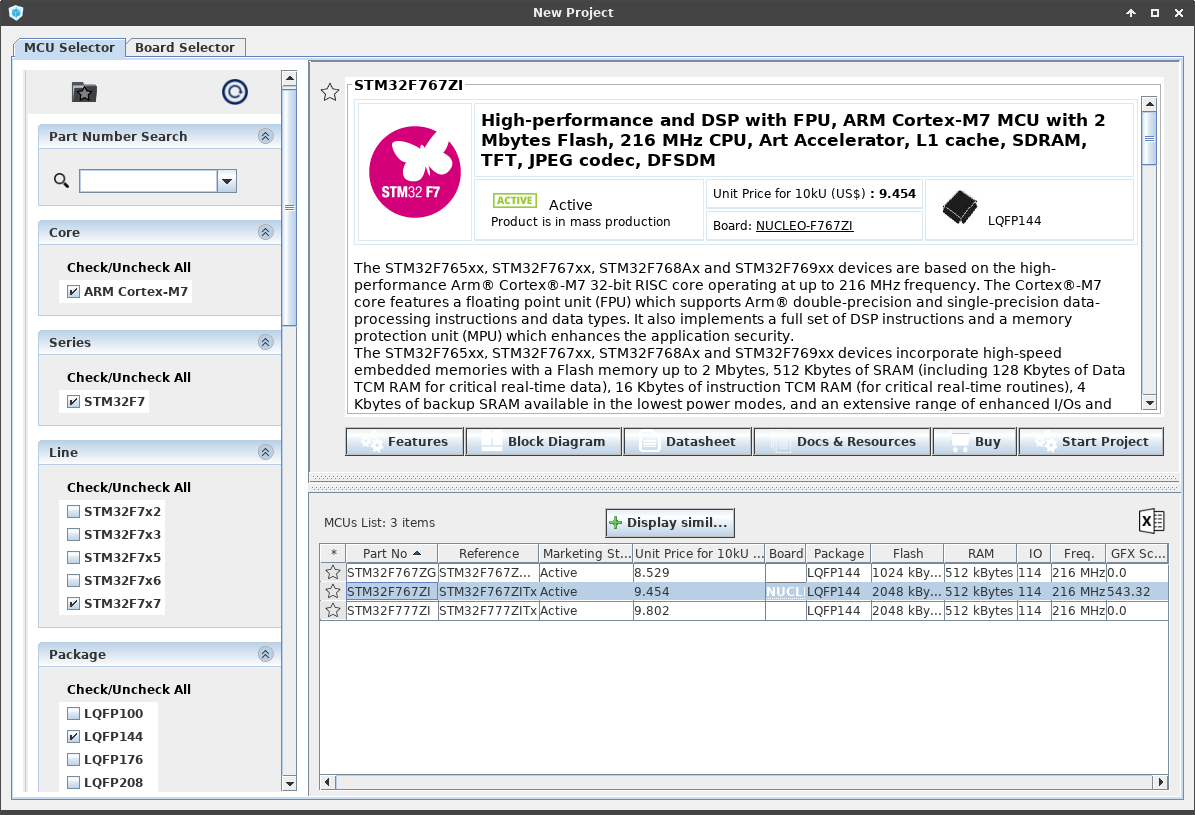 New Project
MCU Selector
Board Selector
Part Number Search
Core
Check/Uncheck All
ARM Cortex-M7
Series
Check/Uncheck All
STM32F7
Line
Check/Uncheck All
STM32F7x2
STM32F7x3
STM32F7x5
STM32F7x6
STM32F7x7
Package
Check/Uncheck All
LQFP100
LQFP144
LQFP176
LQFP208
STM32F767ZI
STM32 F7
High-performance and DSP with FPU, ARM Cortex-M7 MCU with 2
Mbytes Flash, 216 MHz CPU, Art Accelerator, L1 cache, SDRAM,
TFT, JPEG codec, DFSDM
ACTIVE Active
Product is in mass production
Unit Price for 10kU (US$) : 9.454
Board: NUCLEO-F767ZI
LQFP144
The STM32F765xx, STM32F767xx, STM32F768Ax and STM32F769xx devices are based on the high-
performance Arm® Cortex®-M7 32-bit RISC core operating at up to 216 MHz frequency. The Cortex®-M7
core features a floating point unit (FPU) which supports Arm® double-precision and single-precision data-
processing instructions and data types. It also implements a full set of DSP instructions and a memory
protection unit (MPU) which enhances the application security.
The STM32F765xx, STM32F767xx, STM32F768Ax and STM32F769xx devices incorporate high-speed
embedded memories with a Flash memory up to 2 Mbytes, 512 Kbytes of SRAM (including 128 Kbytes of Data
TCM RAM for critical real-time data), 16 Kbytes of instruction TCM RAM (for critical real-time routines), 4
Kbytes of backup SRAM available in the lowest power modes, and an extensive range of enhanced I/Os and
Features
Block Diagram
Datasheet
Docs & Resources
Buy
Start Project
MCUs List: 3 items
Display simil...
X
* Part No Reference Marketing St... Unit Price for 10kU ... Board Package Flash RAM IO Freq. GFX Sc...
STM32F767ZG STM32F767Z... Active 8.529 LQFP144 1024 kBy... 512 kBytes 114 216 MHz 0.0
STM32F767ZI STM32F767ZITx Active 9.454 NUCL LQFP144 2048 kBy... 512 kBytes 114 216 MHz 543.32
STM32F777ZI STM32F777ZITx Active 9.802 LQFP144 2048 kBy... 512 kBytes 114 216 MHz 0.0